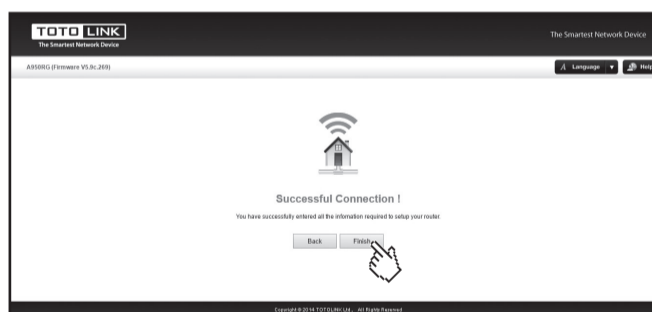 TOTO LINK
The Smartest Network Device
The Smartest Network Device
A950RG (Firmware V5.9c.269)
A Language
Help
Successful Connection !
You have successfully entered all the infomation required to setup your router.
Back
Finish
Copyright © 2014 TOTOLINK Ltd., All Rights Reserved